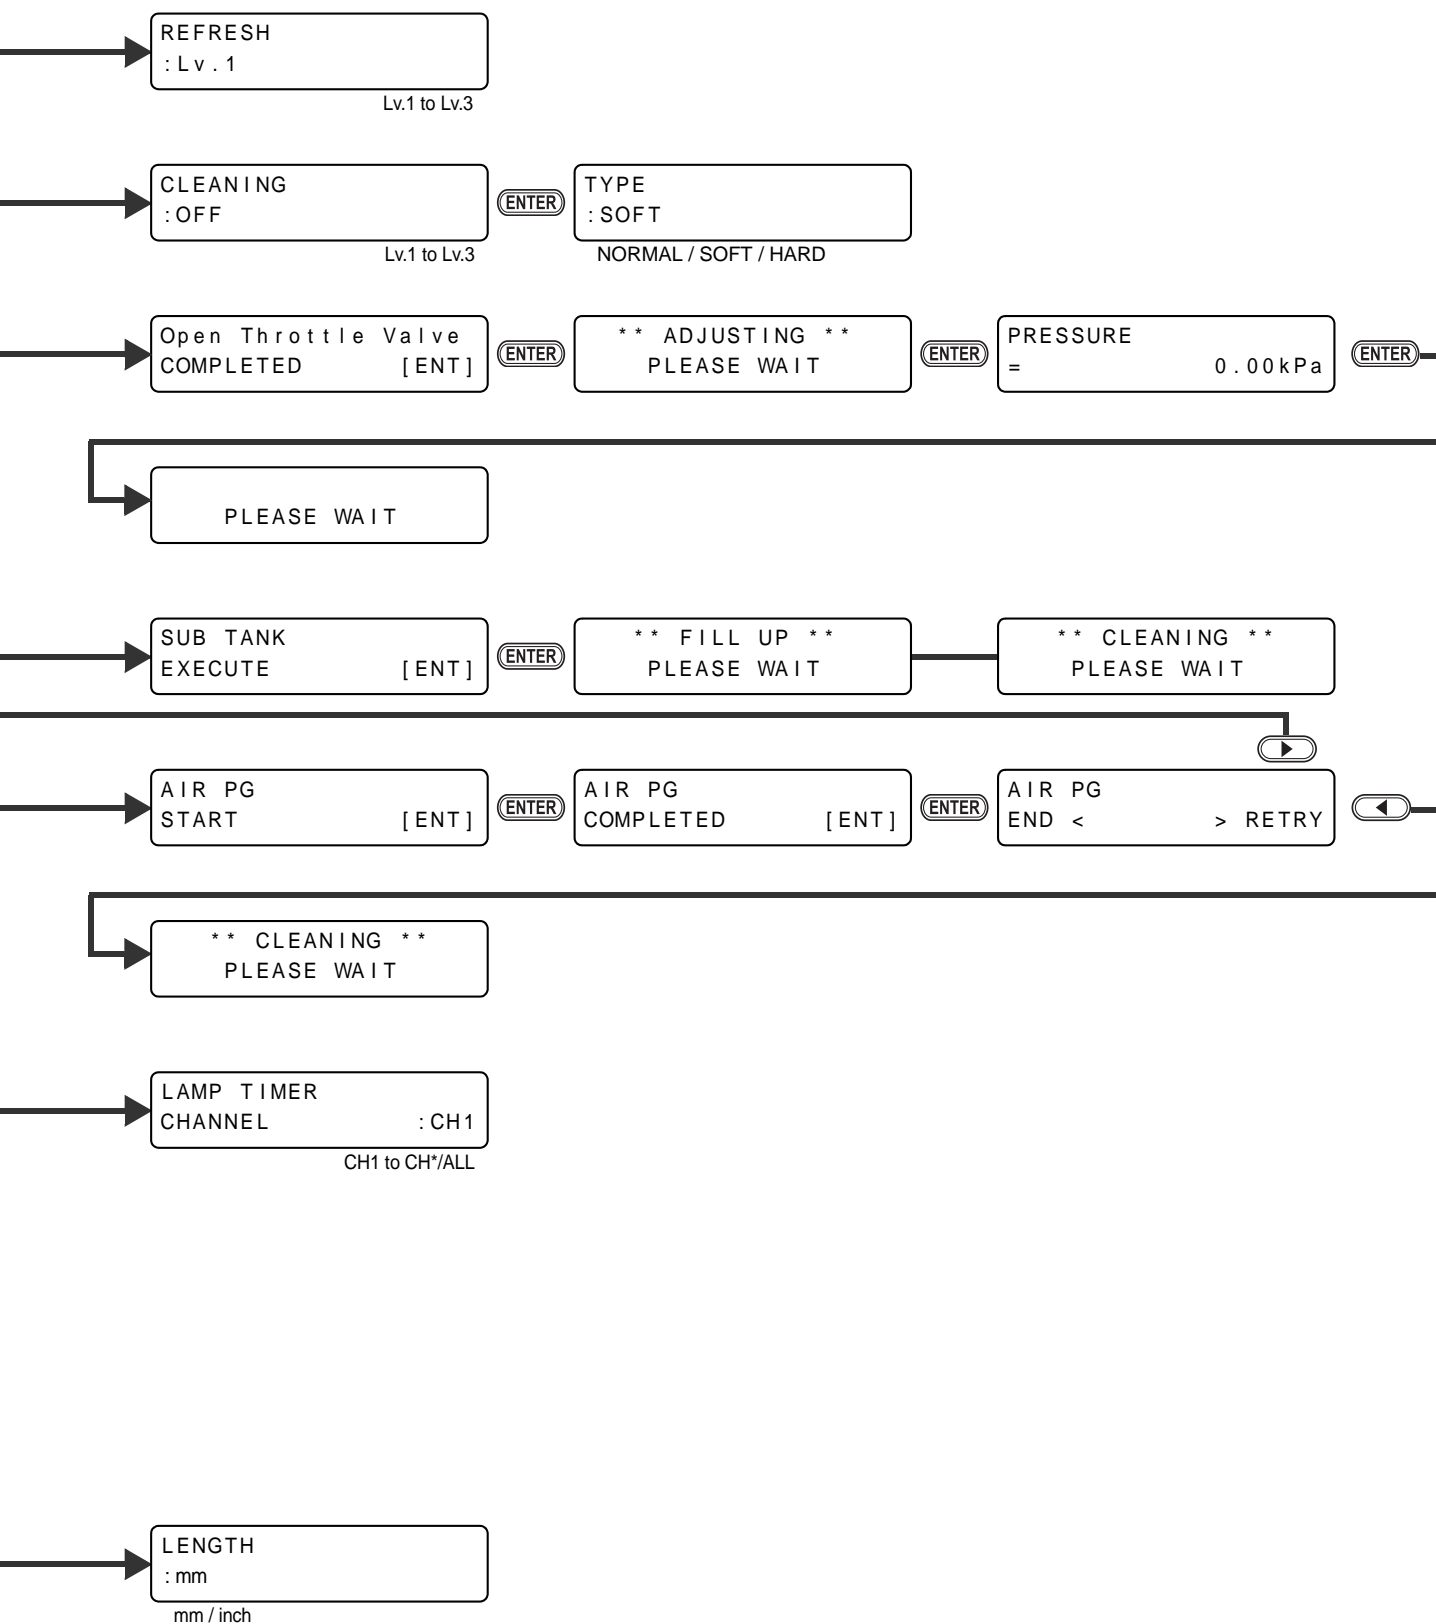 REFRESH
:Lv.1
Lv.1 to Lv.3
CLEANING
:OFF
Lv.1 to Lv.3
ENTER
TYPE
:SOFT
NORMAL / SOFT / HARD
Open Throttle Valve
COMPLETED [ENT]
ENTER
** ADJUSTING **
PLEASE WAIT
ENTER
PRESSURE
= 0.00kPa
ENTER
PLEASE WAIT
SUB TANK
EXECUTE [ENT]
ENTER
** FILL UP **
PLEASE WAIT
** CLEANING **
PLEASE WAIT
AIR PG
START [ENT]
ENTER
AIR PG
COMPLETED [ENT]
ENTER
AIR PG
END < > RETRY
** CLEANING **
PLEASE WAIT
LAMP TIMER
CHANNEL :CH1
CH1 to CH*/ALL
LENGTH
:mm
mm / inch